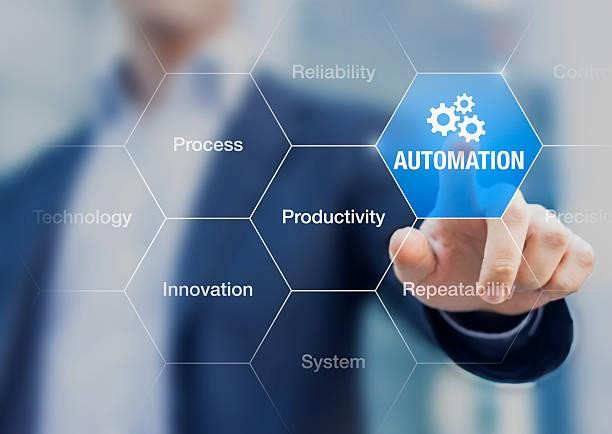 Reliability
Process
AUTOMATION
Technology
Productivity
Innovation
Repeatability
System